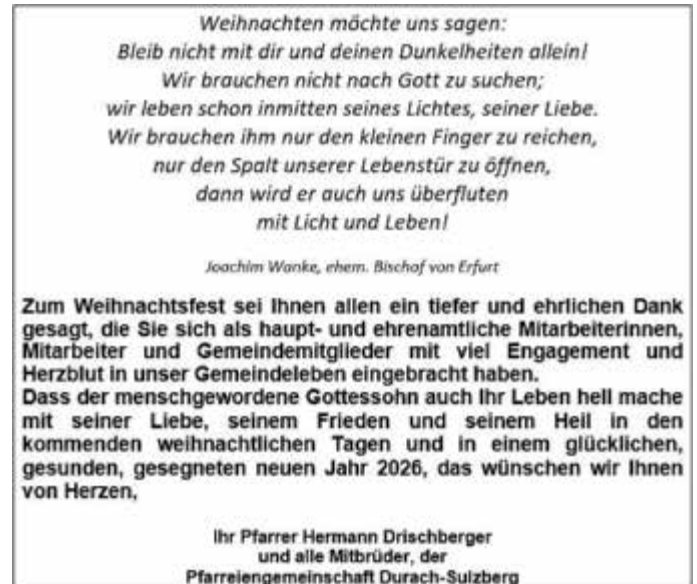 Weihnachten möchte uns sagen:
Bleib nicht mit dir und deinen Dunkelheiten allein!
Wir brauchen nicht nach Gott zu suchen;
wir leben schon inmitten seines Lichtes, seiner Liebe.
Wir brauchen ihm nur den kleinen Finger zu reichen,
nur den Spalt unserer Lebenstür zu öffnen,
dann wird er auch uns überfluten
mit Licht und Leben!
Joachim Wanke, ehem. Bischof von Erfurt
Zum Weihnachtsfest sei Ihnen allen ein tiefer und ehrlichen Dank
gesagt, die Sie sich als haupt- und ehrenamtliche Mitarbeiterinnen,
Mitarbeiter und Gemeindemitglieder mit viel Engagement und
Herzblut in unser Gemeindeleben eingebracht haben.
Dass der menschgewordene Gottessohn auch Ihr Leben hell mache
mit seiner Liebe, seinem Frieden und seinem Heil in den
kommenden weihnachtlichen Tagen und in einem glücklichen,
gesunden, gesegneten neuen Jahr 2026, das wünschen wir Ihnen
von Herzen,
Ihr Pfarrer Hermann Drischberger
und alle Mitbrüder, der
Pfarreiengemeinschaft Durach-Sulzberg